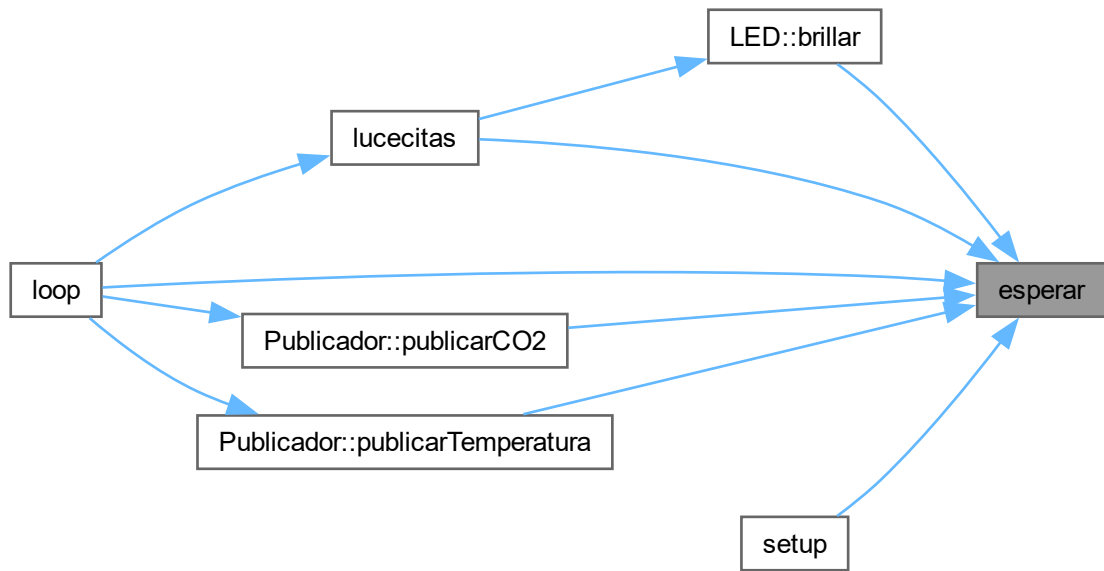 LED::brillar
lucecitas
loop
esperar
Publicador::publicarCO2
Publicador::publicarTemperatura
setup